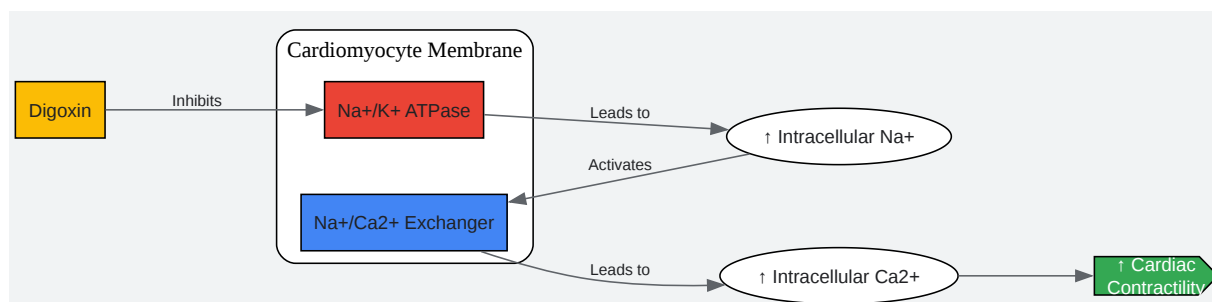 Cardiomyocyte Membrane
Digoxin
Inhibits
Na+/K+ ATPase
Leads to
↑ Intracellular Na+
Activates
Na+/Ca2+ Exchanger
Leads to
↑ Intracellular Ca2+
↑ Cardiac
Contractility